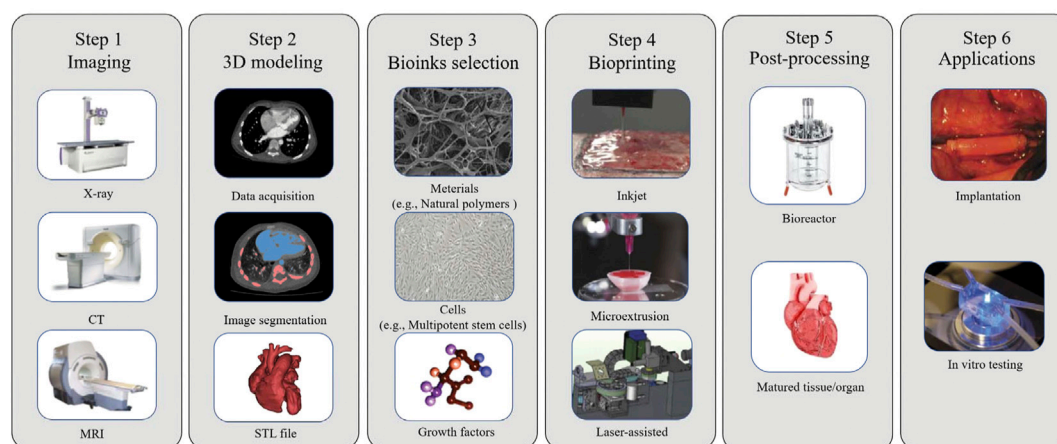 Step 1
Imaging
X-ray
CT
MRI
Step 2
3D modeling
Data acquisition
Image segmentation
STL file
Step 3
Bioinks selection
Meterials
(e.g., Natural polymers )
Cells
(e.g., Multipotent stem cells)
Growth factors
Step 4
Bioprinting
Inkjet
Microextrusion
Laser-assisted
Step 5
Post-processing
Bioreactor
Matured tissue/organ
Step 6
Applications
Implantation
In vitro testing